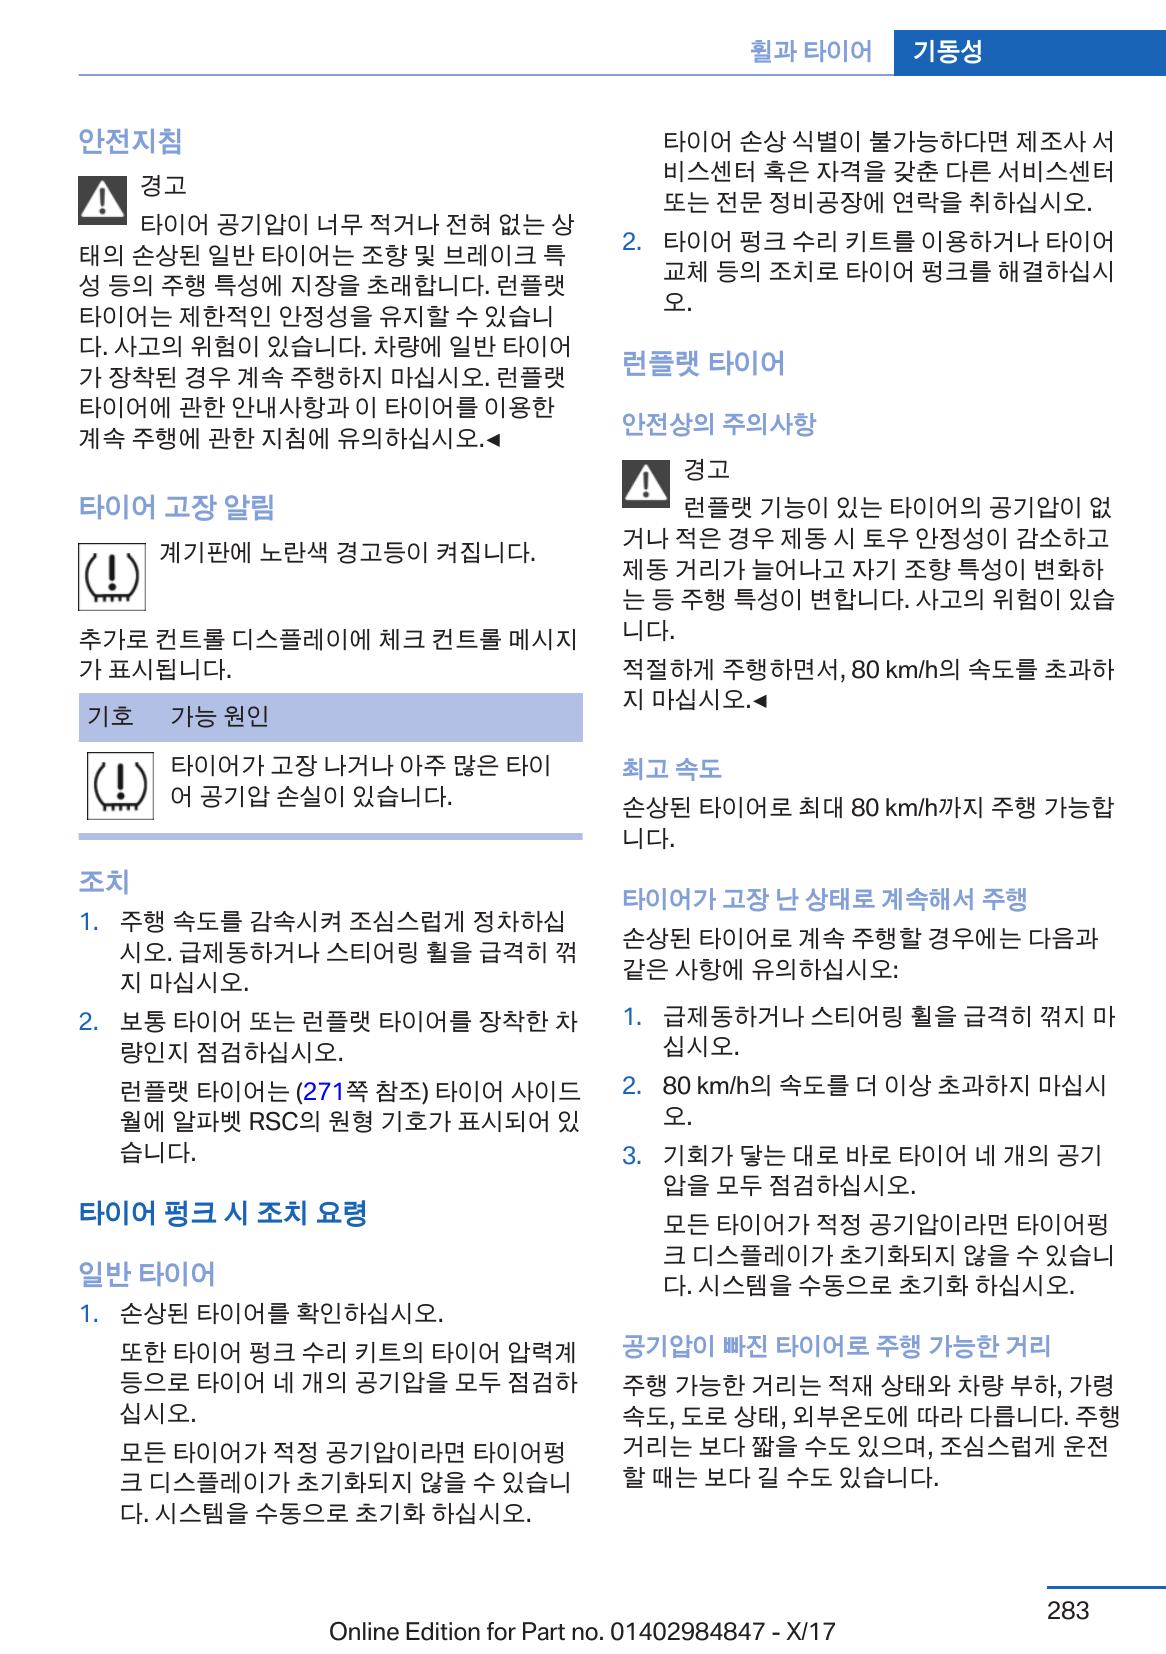 휠과 타이어 기동성
안전지침
경고
타이어 공기압이 너무 적거나 전혀 없는 상
태의 손상된 일반 타이어는 조향 및 브레이크 특
성 등의 주행 특성에 지장을 초래합니다. 런플랫
타이어는 제한적인 안정성을 유지할 수 있습니
다. 사고의 위험이 있습니다. 차량에 일반 타이어
가 장착된 경우 계속 주행하지 마십시오. 런플랫
타이어에 관한 안내사항과 이 타이어를 이용한
계속 주행에 관한 지침에 유의하십시오.◄
타이어 고장 알림
계기판에 노란색 경고등이 켜집니다.
추가로 컨트롤 디스플레이에 체크 컨트롤 메시지
가 표시됩니다.
기호 가능 원인
타이어가 고장 나거나 아주 많은 타이
어 공기압 손실이 있습니다.
조치
1. 주행 속도를 감속시켜 조심스럽게 정차하십
시오. 급제동하거나 스티어링 휠을 급격히 꺾
지 마십시오.
2. 보통 타이어 또는 런플랫 타이어를 장착한 차
량인지 점검하십시오.
런플랫 타이어는 (271쪽 참조) 타이어 사이드
월에 알파벳 RSC의 원형 기호가 표시되어 있
습니다.
타이어 펑크 시 조치 요령
일반 타이어
1. 손상된 타이어를 확인하십시오.
또한 타이어 펑크 수리 키트의 타이어 압력계
등으로 타이어 네 개의 공기압을 모두 점검하
십시오.
모든 타이어가 적정 공기압이라면 타이어펑
크 디스플레이가 초기화되지 않을 수 있습니
다. 시스템을 수동으로 초기화 하십시오.
타이어 손상 식별이 불가능하다면 제조사 서
비스센터 혹은 자격을 갖춘 다른 서비스센터
또는 전문 정비공장에 연락을 취하십시오.
2. 타이어 펑크 수리 키트를 이용하거나 타이어
교체 등의 조치로 타이어 펑크를 해결하십시
오.
런플랫 타이어
안전상의 주의사항
경고
런플랫 기능이 있는 타이어의 공기압이 없
거나 적은 경우 제동 시 토우 안정성이 감소하고
제동 거리가 늘어나고 자기 조향 특성이 변화하
는 등 주행 특성이 변합니다. 사고의 위험이 있습
니다.
적절하게 주행하면서, 80 km/h의 속도를 초과하
지 마십시오.◄
최고 속도
손상된 타이어로 최대 80 km/h까지 주행 가능합
니다.
타이어가 고장 난 상태로 계속해서 주행
손상된 타이어로 계속 주행할 경우에는 다음과
같은 사항에 유의하십시오:
1. 급제동하거나 스티어링 휠을 급격히 꺾지 마
십시오.
2. 80 km/h의 속도를 더 이상 초과하지 마십시
오.
3. 기회가 닿는 대로 바로 타이어 네 개의 공기
압을 모두 점검하십시오.
모든 타이어가 적정 공기압이라면 타이어펑
크 디스플레이가 초기화되지 않을 수 있습니
다. 시스템을 수동으로 초기화 하십시오.
공기압이 빠진 타이어로 주행 가능한 거리
주행 가능한 거리는 적재 상태와 차량 부하, 가령
속도, 도로 상태, 외부온도에 따라 다릅니다. 주행
거리는 보다 짧을 수도 있으며, 조심스럽게 운전
할 때는 보다 길 수도 있습니다.
283
Online Edition for Part no. 01402984847 - X/17